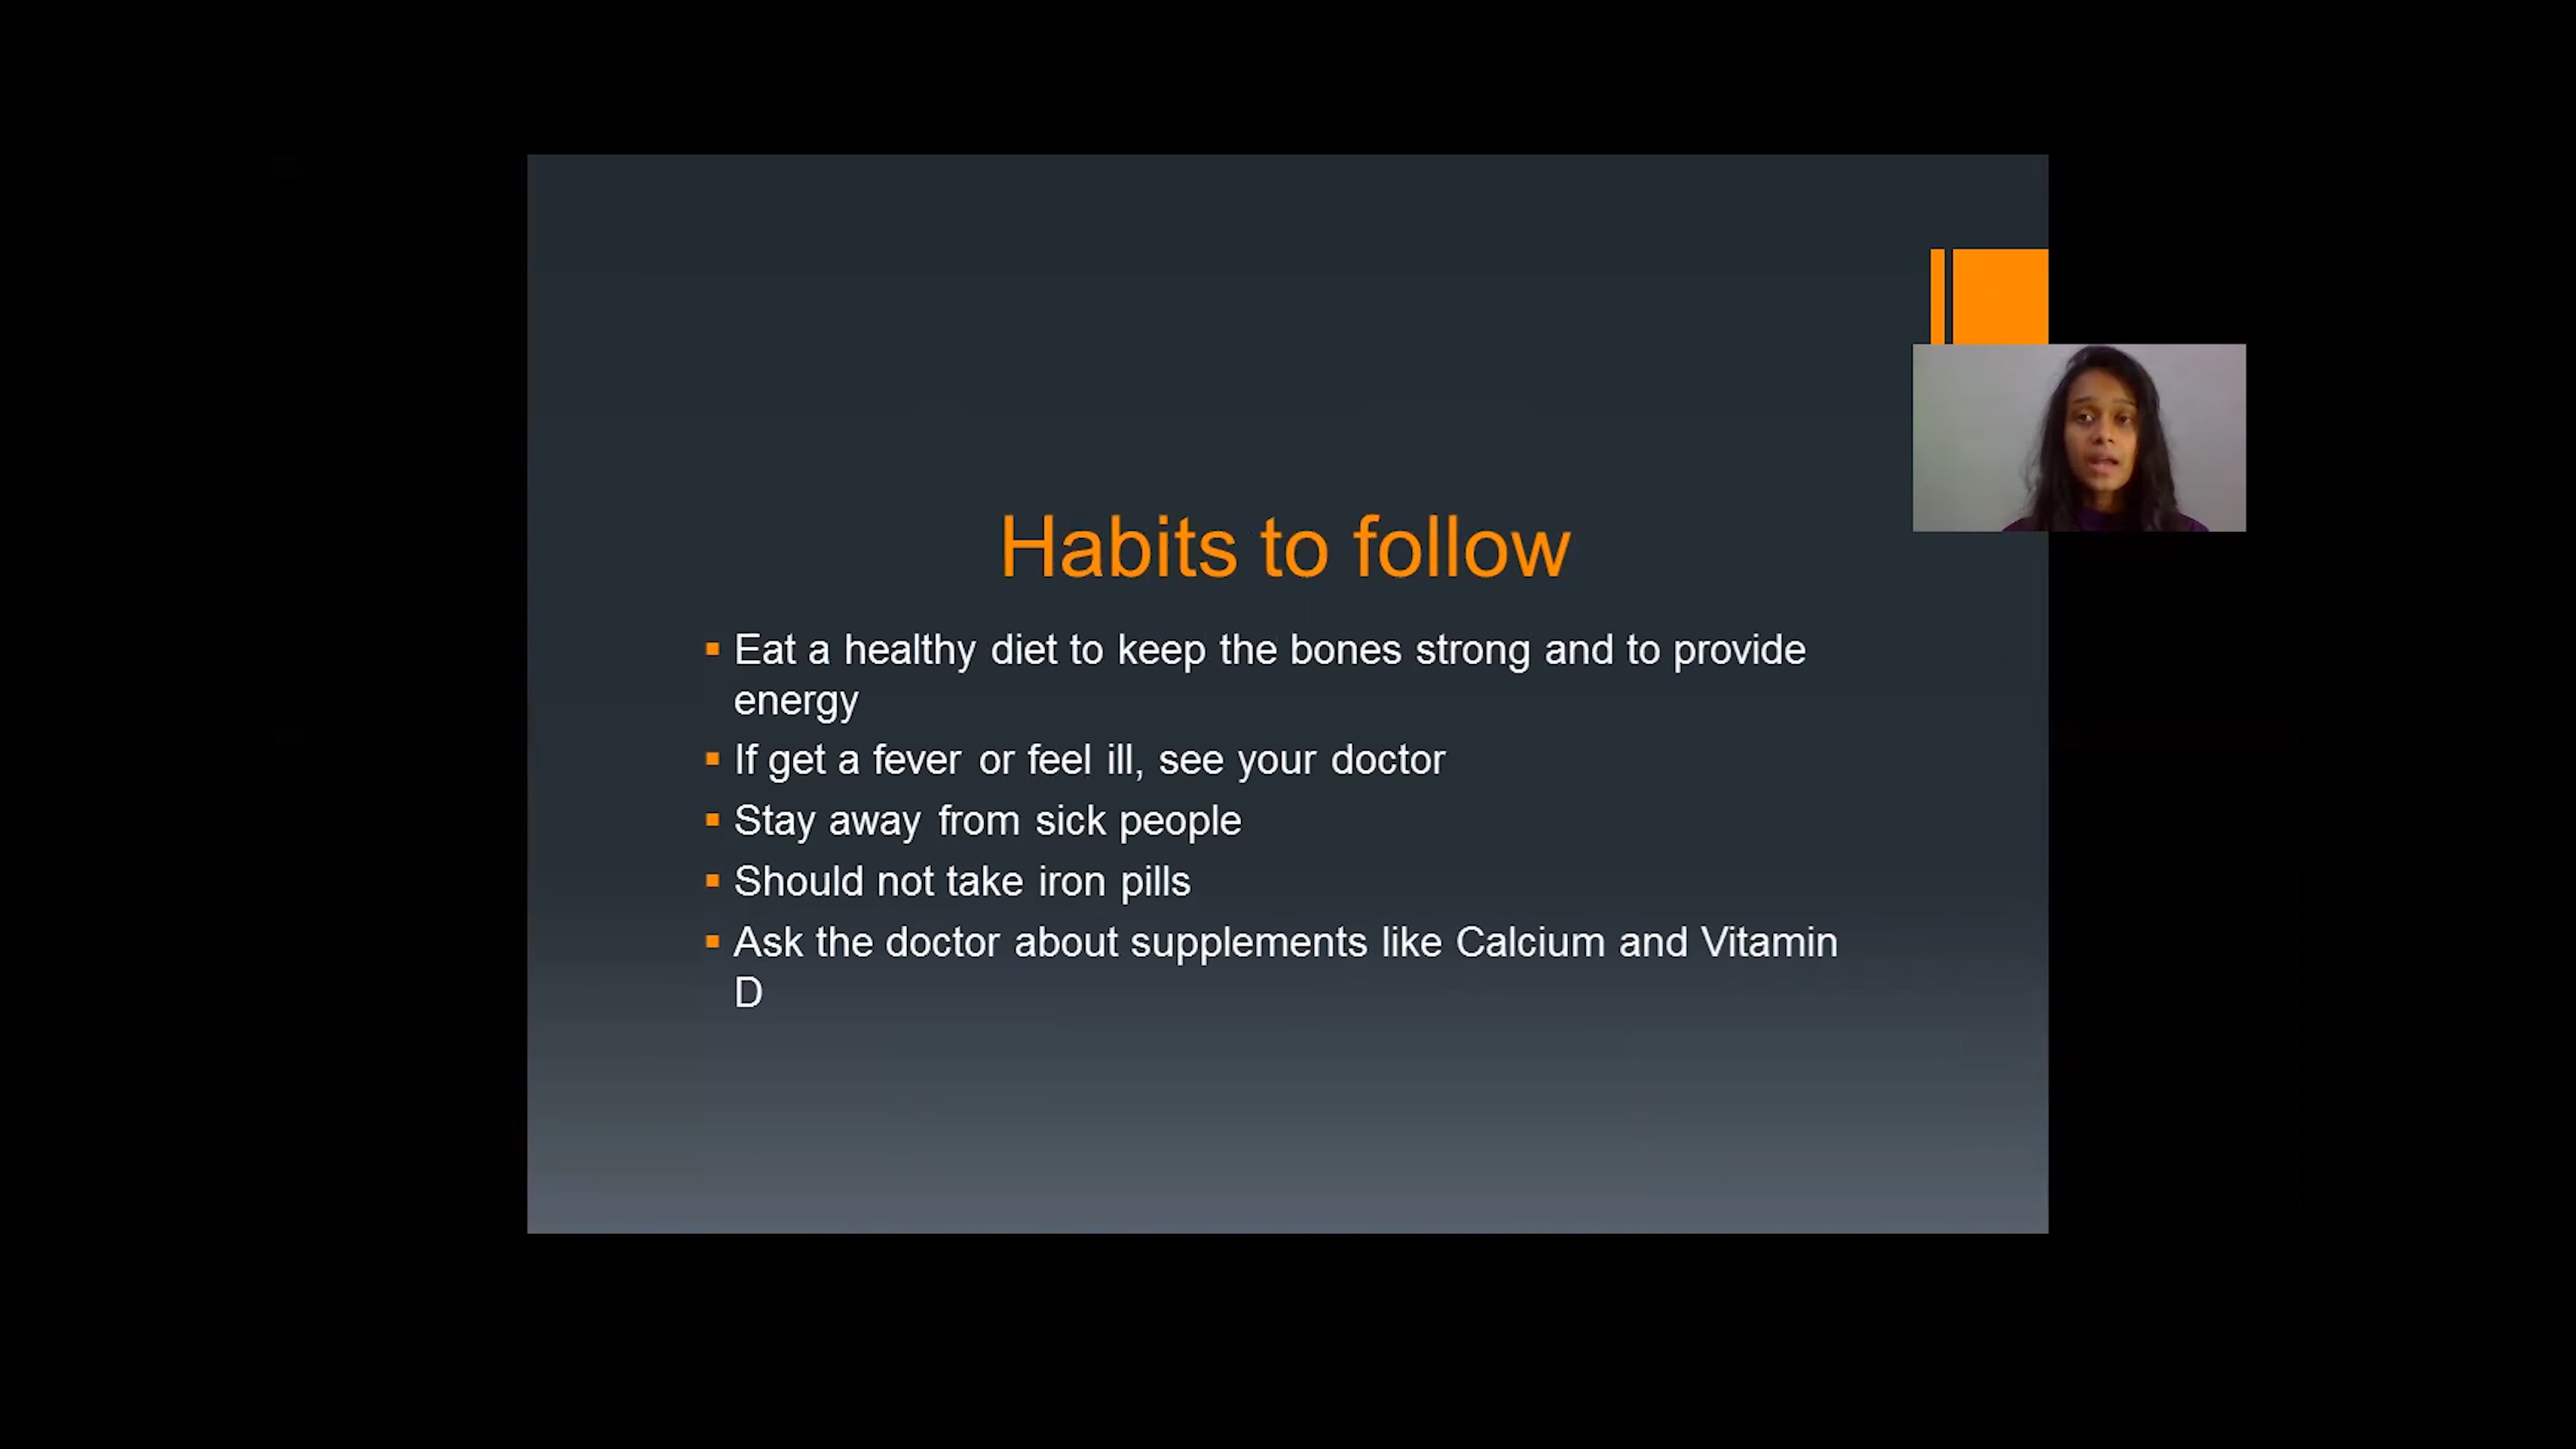 Habits to follow
Eat a healthy diet to keep the bones strong and to provide
energy
If get a fever or feel ill, see your doctor
Stay away from sick people
Should not take iron pills
Ask the doctor about supplements like Calcium and Vitamin
D